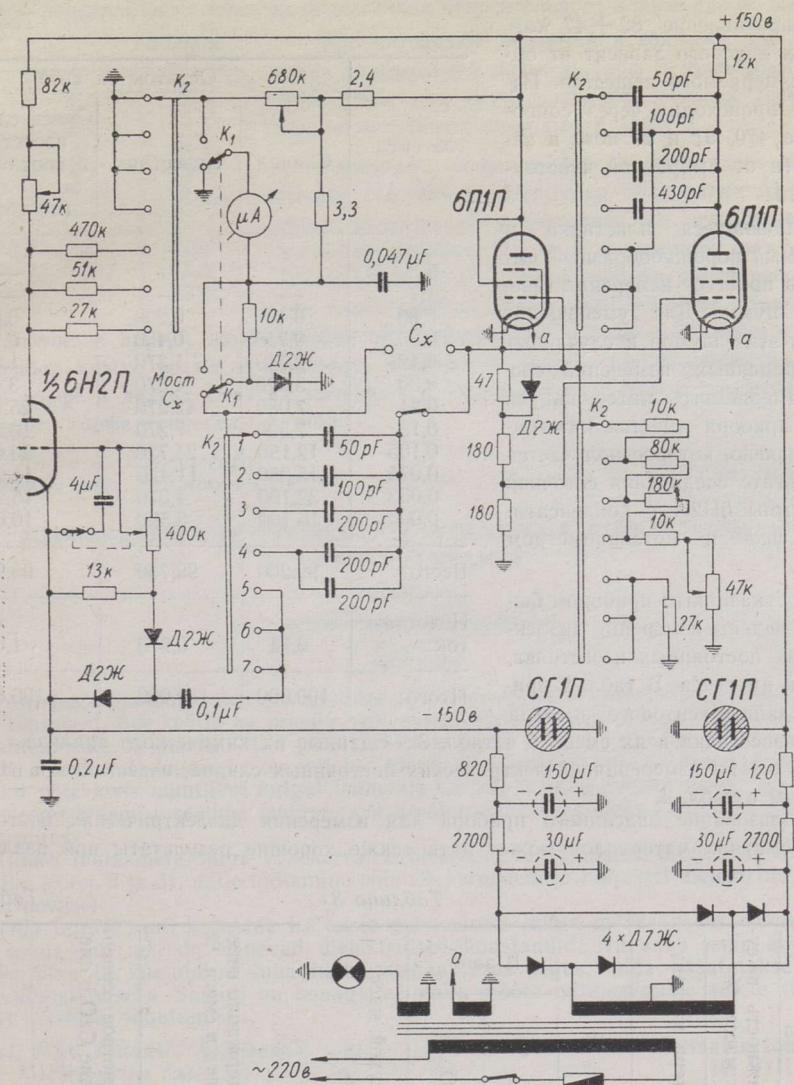 +150в
82к
K₂
680к
2,4
K₂
50pF
12к
100pF
K₁
200pF
430pF
47к
μA
3,3
6П1П
6П1П
470к
51к
0,047μF
27к
10к
а
а
Cₓ
½6Н2П
Мост
Cₓ
K₁
Д2Ж
47
Д2Ж
K₂
10к
K₂
1
50pF
80к
4μF
2
100pF
180
180к
400к
3
200pF
180
10к
13к
4
200pF
47к
5
200pF
27к
Д2Ж
6
Д2Ж
7
0,1μF
СГ1П
СГ1П
-150в
0,2μF
820
150μF
150μF
120
- +
- +
2700
30μF
30μF
2700
- +
- +
4×Д7Ж.
а
~220в